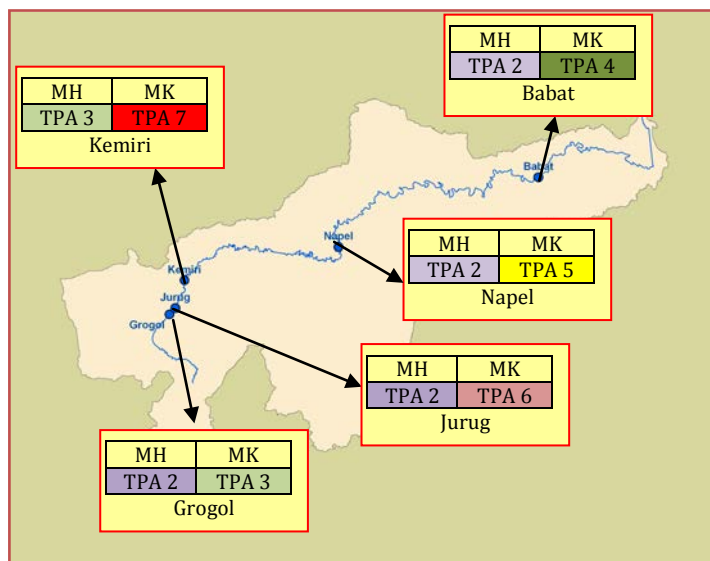 MH MK
TPA 2 TPA 4
Babat
MH MK
TPA 3 TPA 7
Kemiri
Babat
MH MK
TPA 2 TPA 5
Napel
Napel
Kemiri
Jurug
Grogol
MH MK
TPA 2 TPA 6
Jurug
MH MK
TPA 2 TPA 3
Grogol